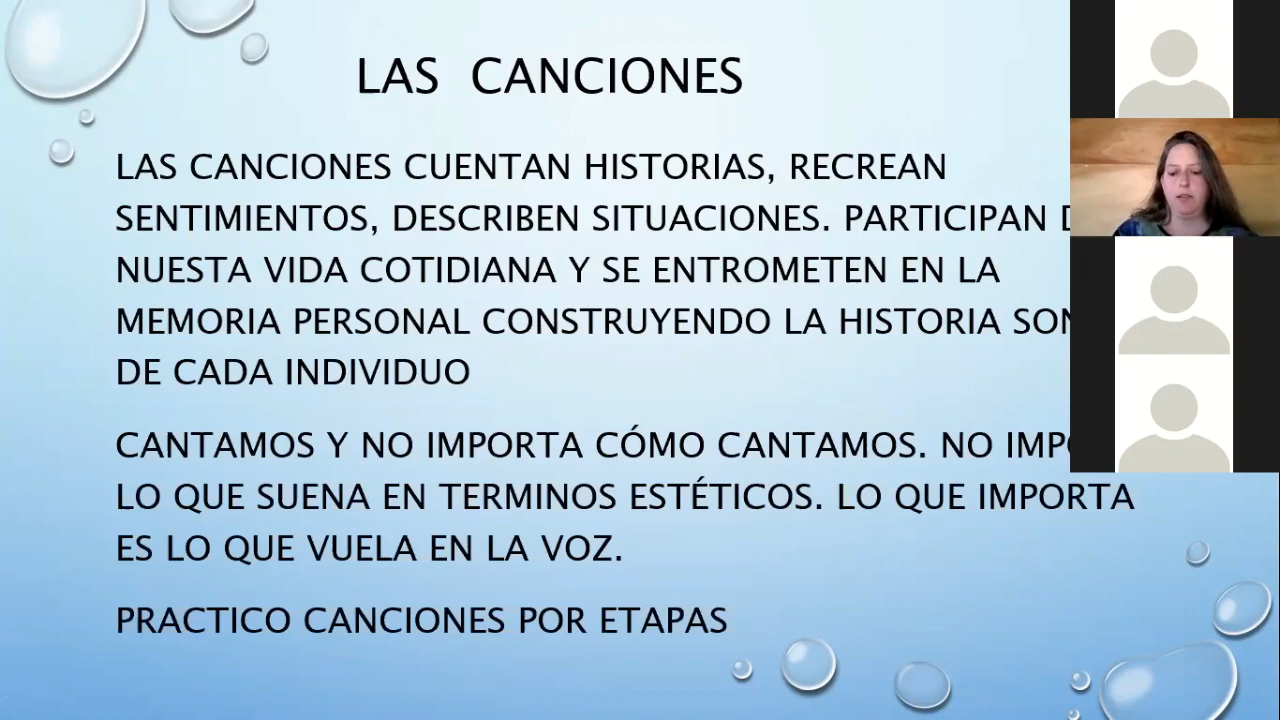 LAS CANCIONES
LAS CANCIONES CUENTAN HISTORIAS, RECREAN
SENTIMIENTOS, DESCRIBEN SITUACIONES. PARTICIPAN
NUESTA VIDA COTIDIANA Y SE ENTROMETEN EN LA
MEMORIA PERSONAL CONSTRUYENDO LA HISTORIA
DE CADA INDIVIDUO
CANTAMOS Y NO IMPORTA CÓMO CANTAMOS. NO
LO QUE SUENA EN TERMINOS ESTÉTICOS. LO QUE IMPORTA
ES LO QUE VUELA EN LA VOZ.
PRACTICO CANCIONES POR ETAPAS